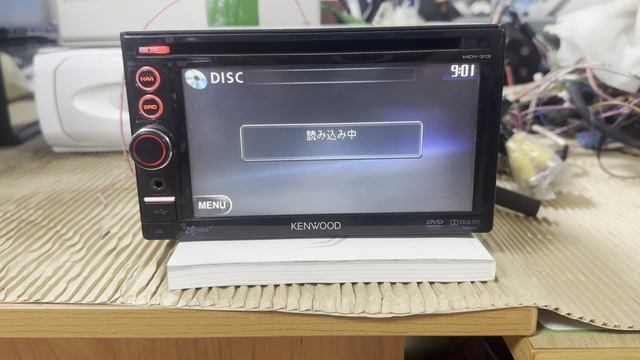 MDV-313
NAVI
DISC
9:01
SRC
読み込み中
MENU
KENWOOD
DVD
DOLBY